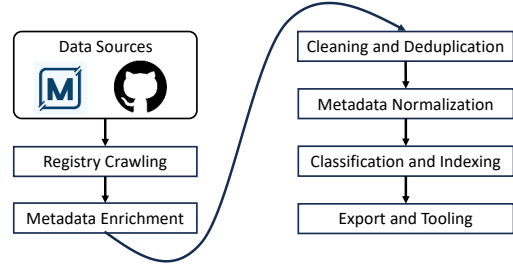 Data Sources
M
Registry Crawling
Metadata Enrichment
Cleaning and Deduplication
Metadata Normalization
Classification and Indexing
Export and Tooling